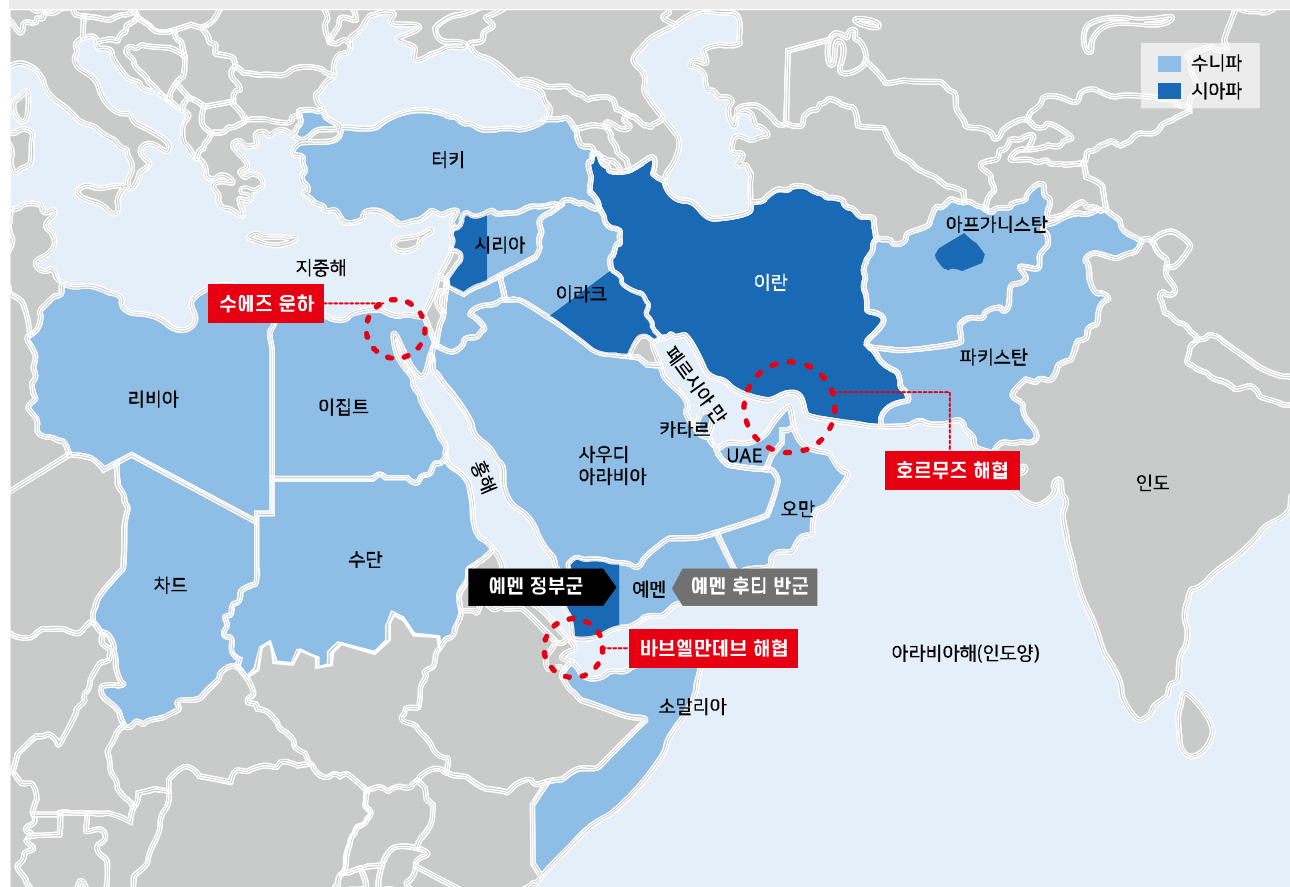 수니파
시아파
터키
아프가니스탄
시리아
지중해
이란
이라크
수에즈 운하
파키스탄
페르시아 만
리비아
이집트
카타르
UAE
사우디
아라비아
호르무즈 해협
홍해
인도
오만
수단
차드
예멘 정부군
예멘
예멘 후티 반군
바브엘만데브 해협
아라비아해(인도양)
소말리아